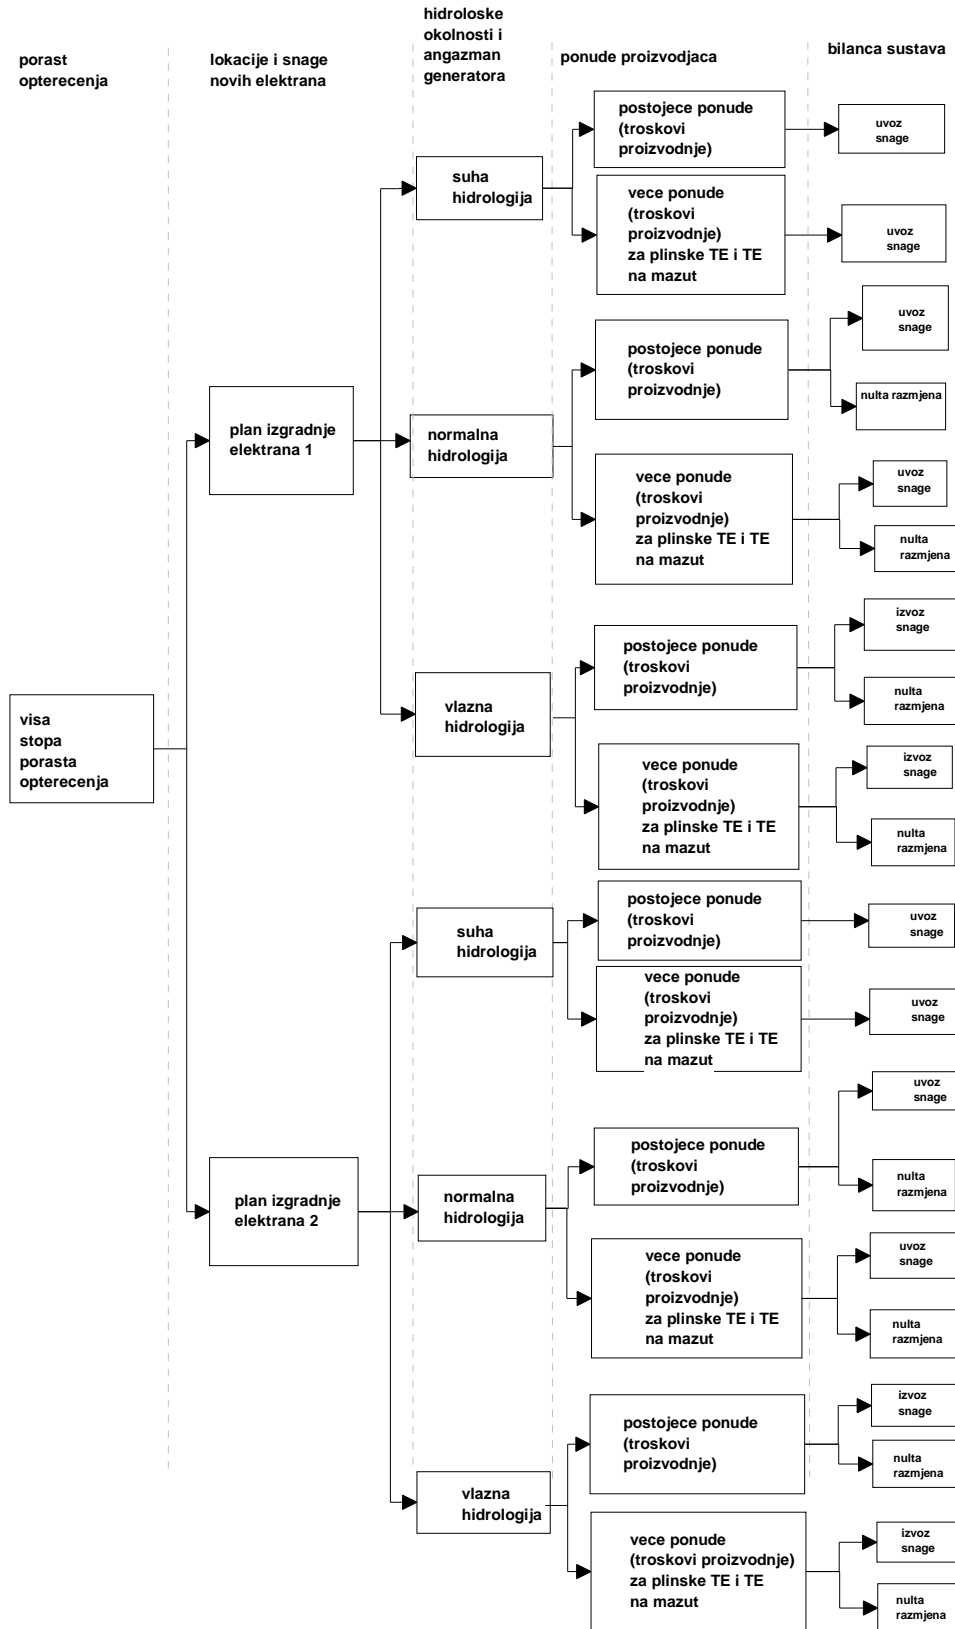 porast
opterecenja
lokacije i snage
novih elektrana
hidroloske
okolnosti i
angazman
generatora
ponude proizvodjaca
bilanca sustava
visa
stopa
porasta
opterecenja
plan izgradnje
elektrana 1
suha
hidrologija
postojece ponude
(troskovi
proizvodnje)
uvoz
snage
vece ponude
(troskovi
proizvodnje)
za plinske TE i TE
na mazut
uvoz
snage
normalna
hidrologija
postojece ponude
(troskovi
proizvodnje)
uvoz
snage
nulta razmjena
vece ponude
(troskovi
proizvodnje)
za plinske TE i TE
na mazut
uvoz
snage
nulta
razmjena
vlazna
hidrologija
postojece ponude
(troskovi
proizvodnje)
izvoz
snage
nulta
razmjena
vece ponude
(troskovi
proizvodnje)
za plinske TE i TE
na mazut
izvoz
snage
nulta
razmjena
plan izgradnje
elektrana 2
suha
hidrologija
postojece ponude
(troskovi
proizvodnje)
uvoz
snage
vece ponude
(troskovi
proizvodnje)
za plinske TE i TE
na mazut
uvoz
snage
normalna
hidrologija
postojece ponude
(troskovi
proizvodnje)
uvoz
snage
nulta
razmjena
vece ponude
(troskovi
proizvodnje)
za plinske TE i TE
na mazut
uvoz
snage
nulta
razmjena
vlazna
hidrologija
postojece ponude
(troskovi
proizvodnje)
izvoz
snage
nulta
razmjena
vece ponude
(troskovi proizvodnje)
za plinske TE i TE
na mazut
izvoz
snage
nulta
razmjena